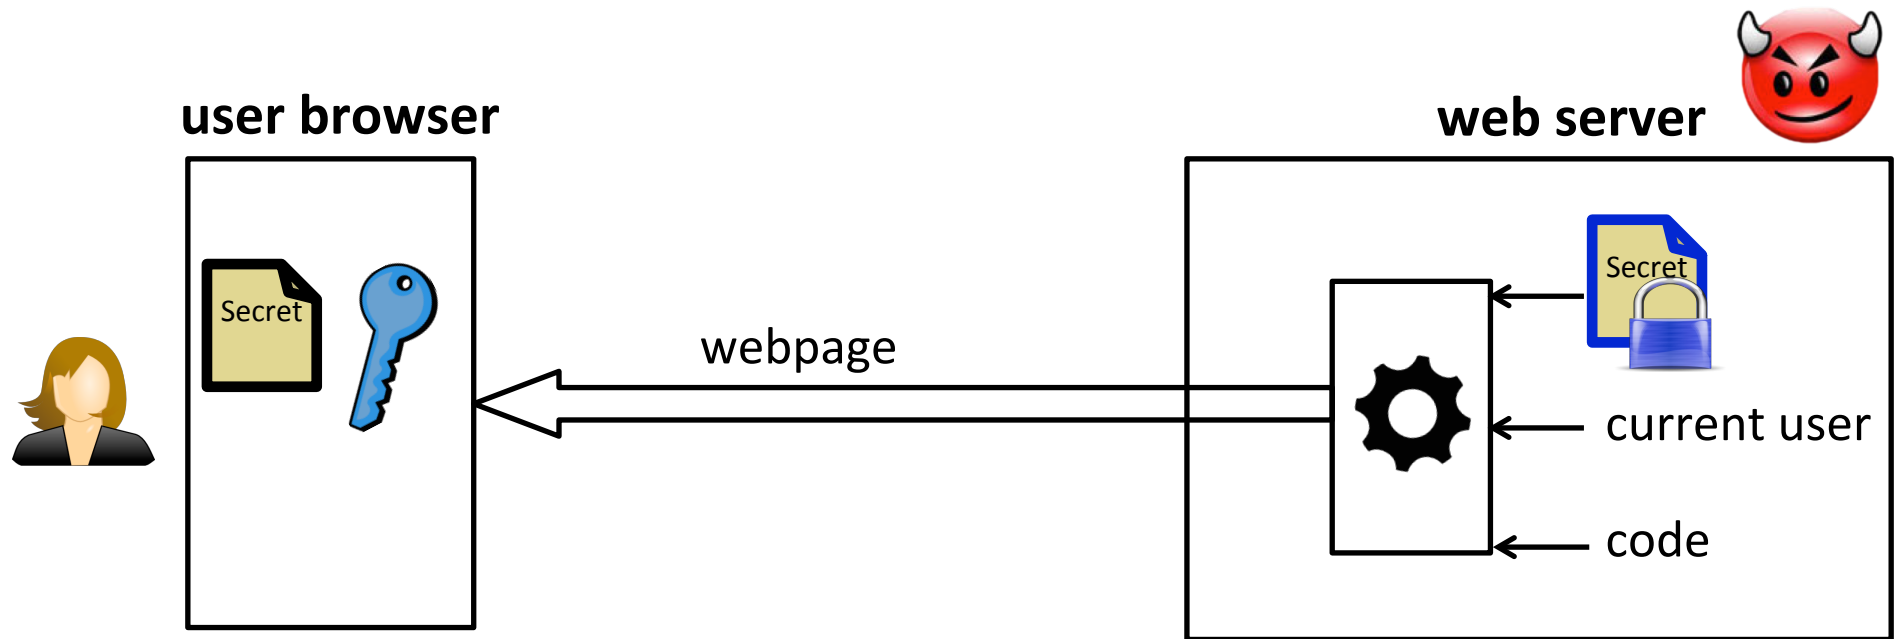 user browser
web server
Secret
Secret
webpage
current user
code